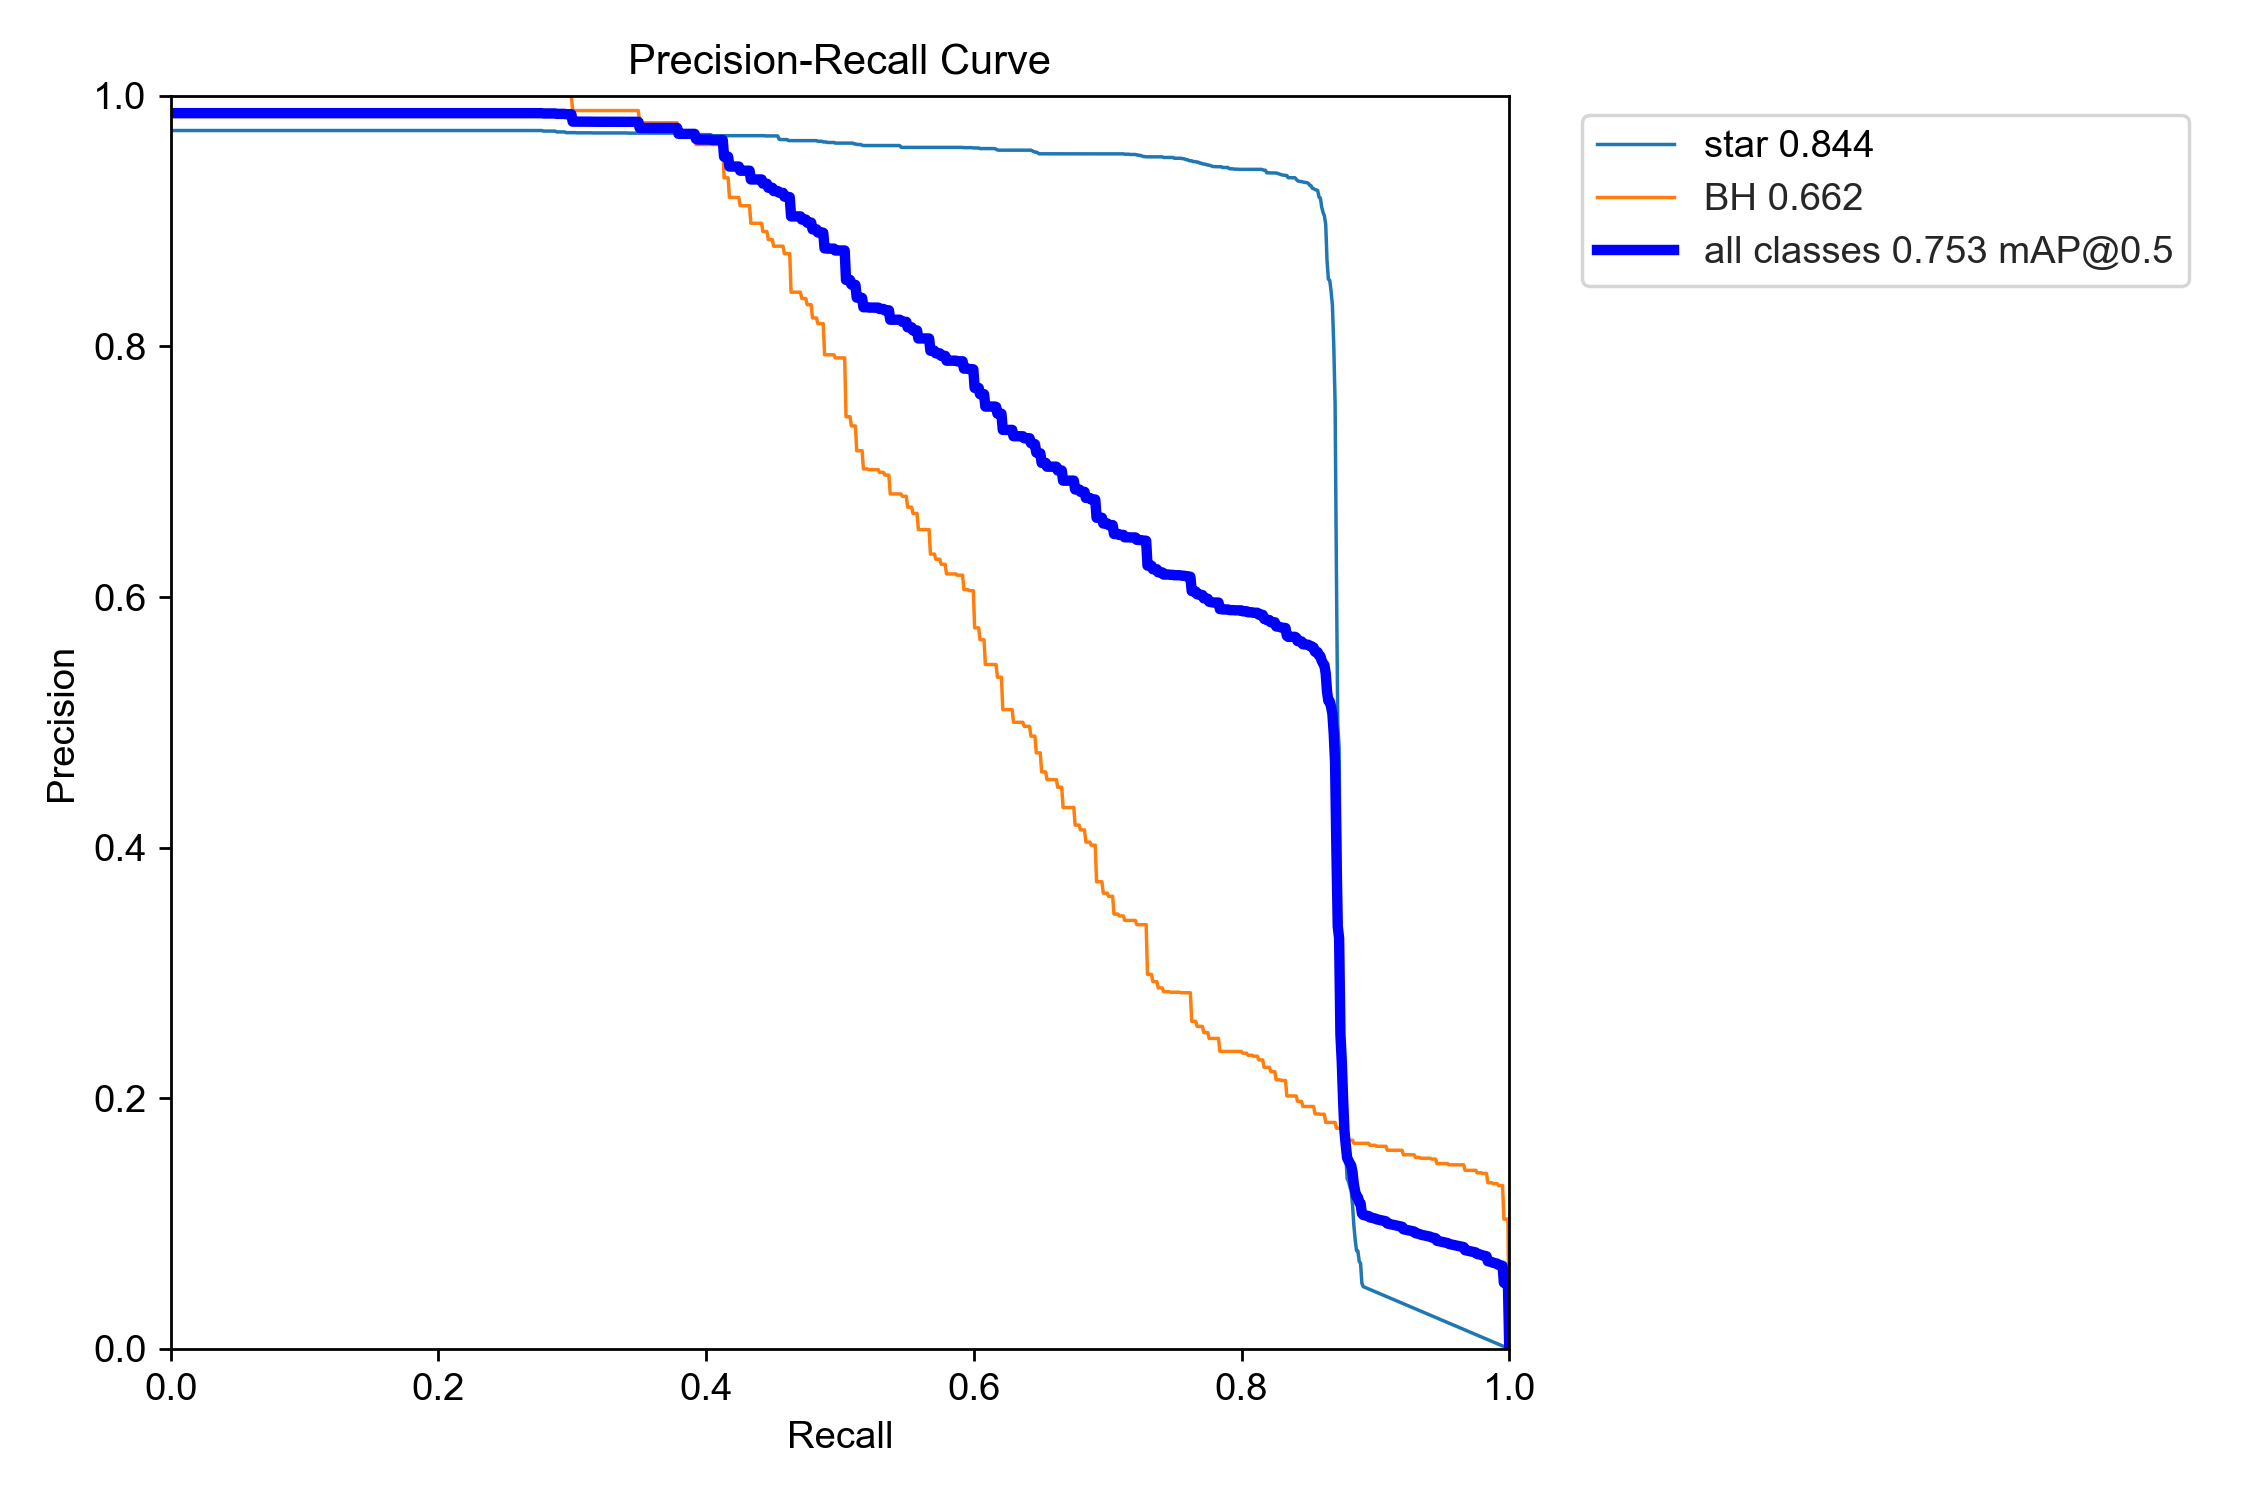 Precision-Recall Curve
1.0
0.8
0.6
0.4
0.2
0.0
Precision
0.0 0.2 0.4 0.6 0.8 1.0
Recall
star 0.844
BH 0.662
all classes 0.753 mAP@0.5